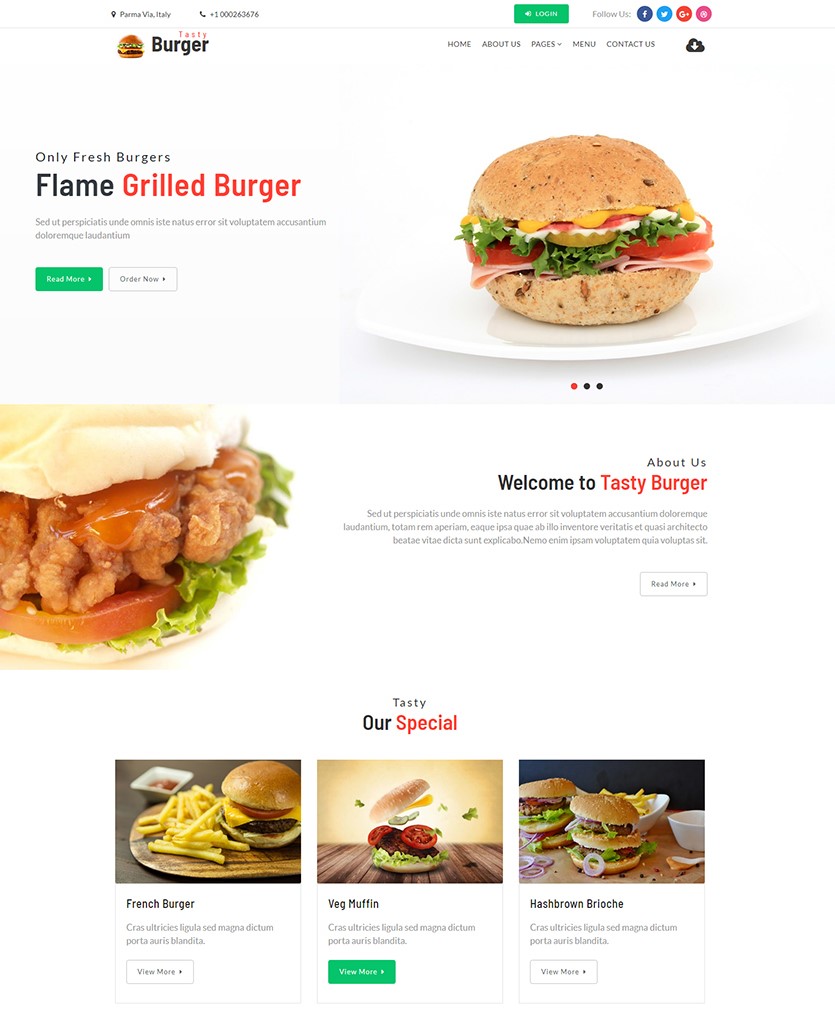 Parma Via, Italy
+1 000263676
LOGIN
Follow Us:
Tasty
Burger
HOME
ABOUT US
PAGES
MENU
CONTACT US
Only Fresh Burgers
Flame Grilled Burger
Sed ut perspiciatis unde omnis iste natus error sit voluptatem accusantium
doloremque laudantium
Read More
Order Now
About Us
Welcome to Tasty Burger
Sed ut perspiciatis unde omnis iste natus error sit voluptatem accusantium doloremque
laudantium, totam rem aperiam, eaque ipsa quae ab illo inventore veritatis et quasi architecto
beatae vitae dicta sunt explicabo.Nemo enim ipsam voluptatem quia voluptas sit.
Read More
Tasty
Our Special
French Burger
Cras ultricies ligula sed magna dictum
porta auris blandita.
View More
Veg Muffin
Cras ultricies ligula sed magna dictum
porta auris blandita.
View More
Hashbrown Brioche
Cras ultricies ligula sed magna dictum
porta auris blandita.
View More